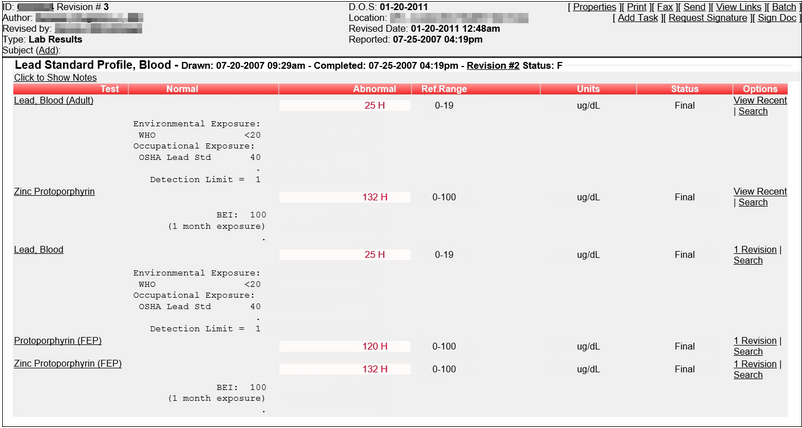 ID: Revision # 3
D.O.S: 01-20-2011
[ Properties ][ Print ][ Fax ][ Send ][ View Links ][ Batch ]
Author:
Location:
[ Add Task ][ Request Signature ][ Sign Doc ]
Revised by:
Revised Date: 01-20-2011 12:48am
Type: Lab Results
Reported: 07-25-2007 04:19pm
Subject (Add):
Lead Standard Profile, Blood - Drawn: 07-20-2007 09:29am - Completed: 07-25-2007 04:19pm - Revision #2 Status: F
Click to Show Notes
Test Normal Abnormal Ref.Range Units Status Options
Lead, Blood (Adult) 25 H 0-19 ug/dL Final View Recent
| Search
Environmental Exposure:
WHO <20
Occupational Exposure:
OSHA Lead Std 40
.
Detection Limit = 1
Zinc Protoporphyrin 132 H 0-100 ug/dL Final View Recent
| Search
BEI: 100
(1 month exposure)
.
Lead, Blood 25 H 0-19 ug/dL Final 1 Revision |
Search
Environmental Exposure:
WHO <20
Occupational Exposure:
OSHA Lead Std 40
.
Detection Limit = 1
Protoporphyrin (FEP) 120 H 0-100 ug/dL Final 1 Revision |
Search
Zinc Protoporphyrin (FEP) 132 H 0-100 ug/dL Final 1 Revision |
Search
BEI: 100
(1 month exposure)
.